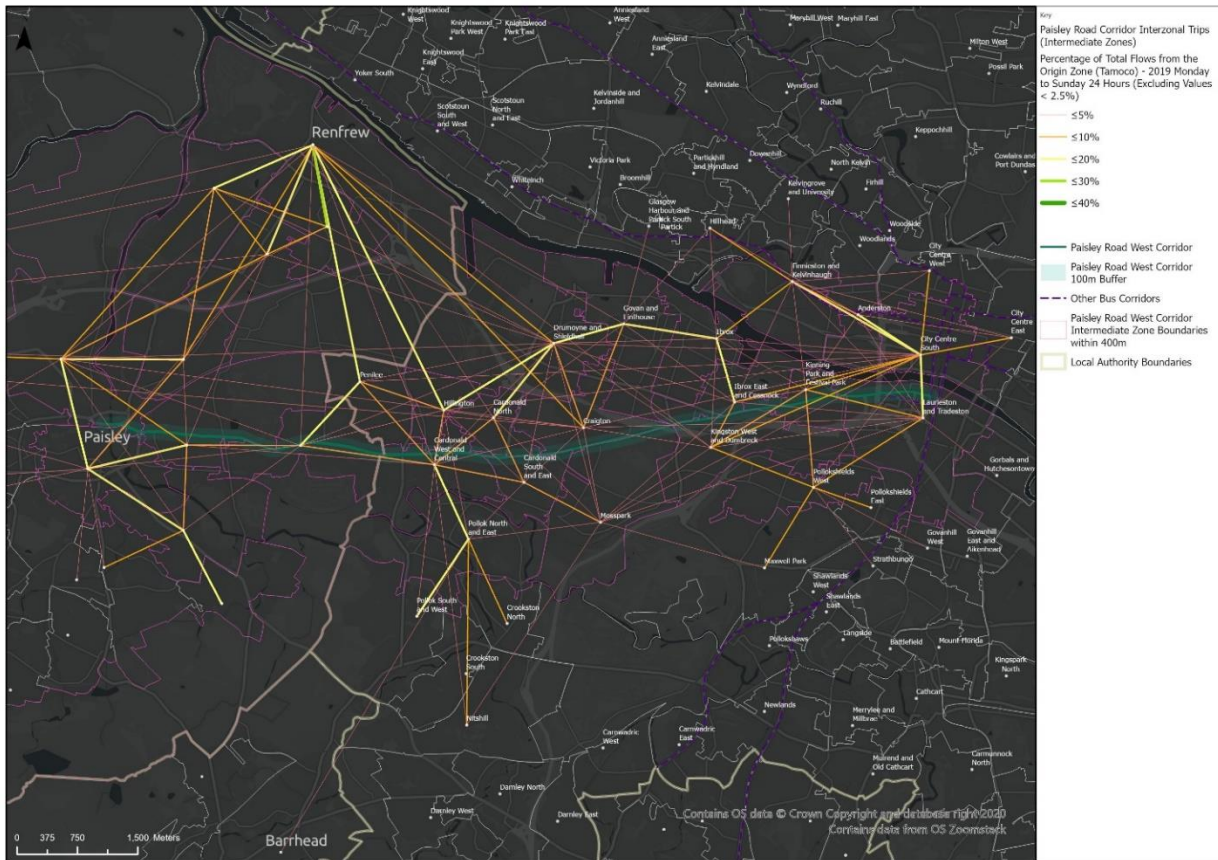 Knightswood
West
Knightswood
Park West
Knightswood
Park East
Anniesland
West
Maryhill West
Maryhill East
Knightswood
East
Anniesland
East
Milton West
Possil Park
Yoker South
Kelvindale
Wyndford
Kelvinside and
Jordanhill
Ruchill
Scotstoun
South
and West
Scotstoun
North
and East
Keppochhill
Renfrew
Victoria Park
Partickhill
and Hyndland
Dowanhill
North Kelvin
Cowlairs and
Port Dundas
Whiteinch
Broomhill
Kelvingrove
and University
Firhill
Glasgow
Harbour and
Partick South
Partick
Hillhead
Woodside
Woodlands
City
Centre
West
Finnieston and
Kelvinhaugh
Anderston
City
Centre
East
Govan and
Linthouse
Drumoyne and
Shieldhall
Ibrox
City Centre
South
Penilee
Kinning
Park and
Festival Park
Hillington
Cardonald
North
Ibrox East
and Cessnock
Laurieston
and Tradeston
Craigton
Paisley
Cardonald
West and
Central
Kingston West
and Dumbreck
Cardonald
South
and East
Gorbals and
Hutchesontown
Pollokshields
West
Pollokshields
East
Mosspark
Pollok North
and East
Govanhill
West
Govanhill
East and
Aikenhead
Maxwell Park
Strathbungo
Shawlands
West
Shawlands
East
Pollok South
and West
Crookston
North
Pollokshaws
Langside
Battlefield
Mount Florida
Crookston
South
Kingspark
North
Cathcart
Newlands
Nitshill
Merrylee and
Millbrae
Carnwadric
West
Carnwadric
East
Muirend and
Old Cathcart
Carmunnock
North
Darnley North
Darnley West
Darnley East
Barrhead
Contains OS data © Crown Copyright and database right 2020
Contains data from OS Zoomstack
0 375 750 1,500 Meters
Key
Paisley Road Corridor Interzonal Trips
(Intermediate Zones)
Percentage of Total Flows from the
Origin Zone (Tamoco) - 2019 Monday
to Sunday 24 Hours (Excluding Values
< 2.5%)
≤5%
≤10%
≤20%
≤30%
≤40%
Paisley Road West Corridor
Paisley Road West Corridor
100m Buffer
Other Bus Corridors
Paisley Road West Corridor
Intermediate Zone Boundaries
within 400m
Local Authority Boundaries